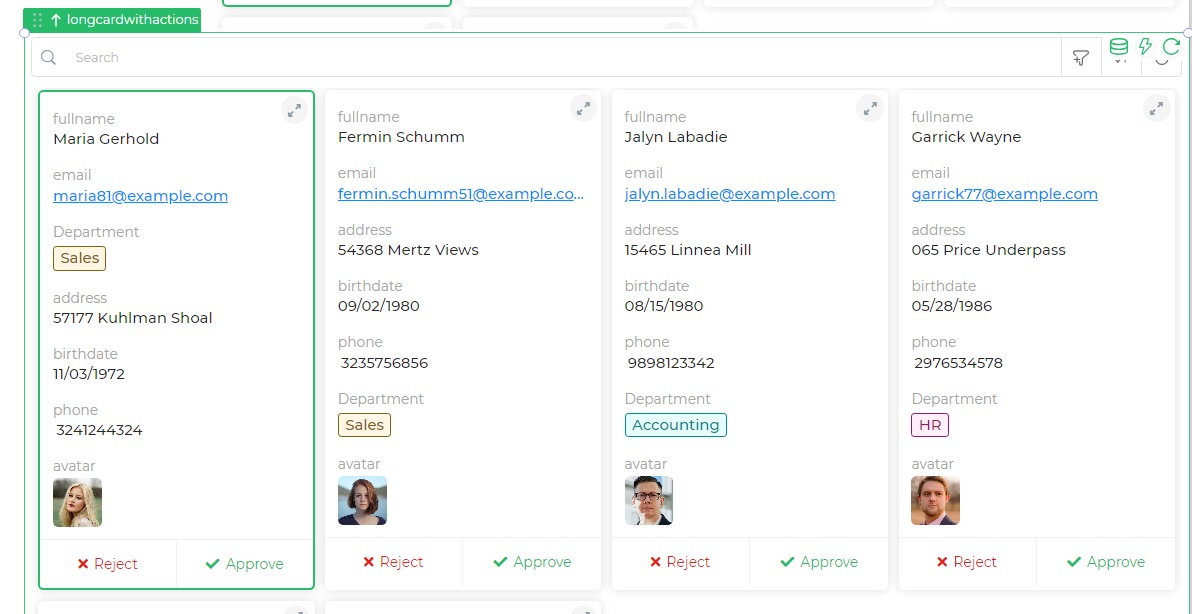 longcardwithactions
Search
fullname
Maria Gerhold
email
maria81@example.com
Department
Sales
address
57177 Kuhlman Shoal
birthdate
11/03/1972
phone
3241244324
avatar
Reject
Approve
fullname
Fermin Schumm
email
fermin.schumm51@example.co...
address
54368 Mertz Views
birthdate
09/02/1980
phone
3235756856
Department
Sales
avatar
Reject
Approve
fullname
Jalyn Labadie
email
jalyn.labadie@example.com
address
15465 Linnea Mill
birthdate
08/15/1980
phone
9898123342
Department
Accounting
avatar
Reject
Approve
fullname
Garrick Wayne
email
garrick77@example.com
address
065 Price Underpass
birthdate
05/28/1986
phone
2976534578
Department
HR
avatar
Reject
Approve